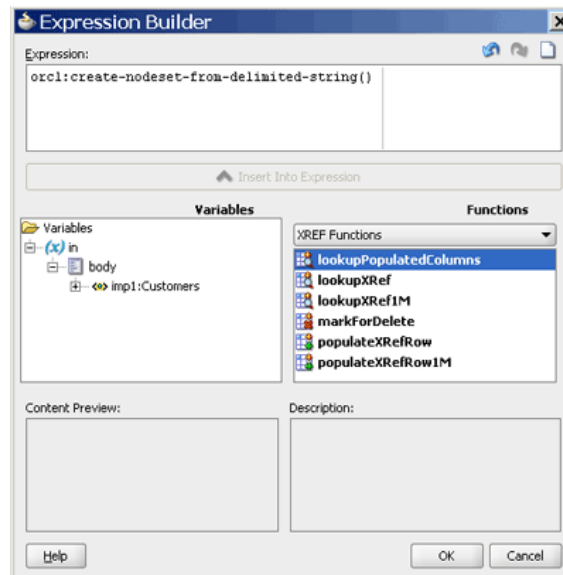 Expression Builder
Expression:
orcl:create-nodeset-from-delimited-string()
Insert Into Expression
Variables
Functions
Variables
(x) in
body
imp1:Customers
XREF Functions
lookupPopulatedColumns
lookupXRef
lookupXRef1M
markForDelete
populateXRefRow
populateXRefRow1M
Content Preview:
Description:
Help
OK
Cancel